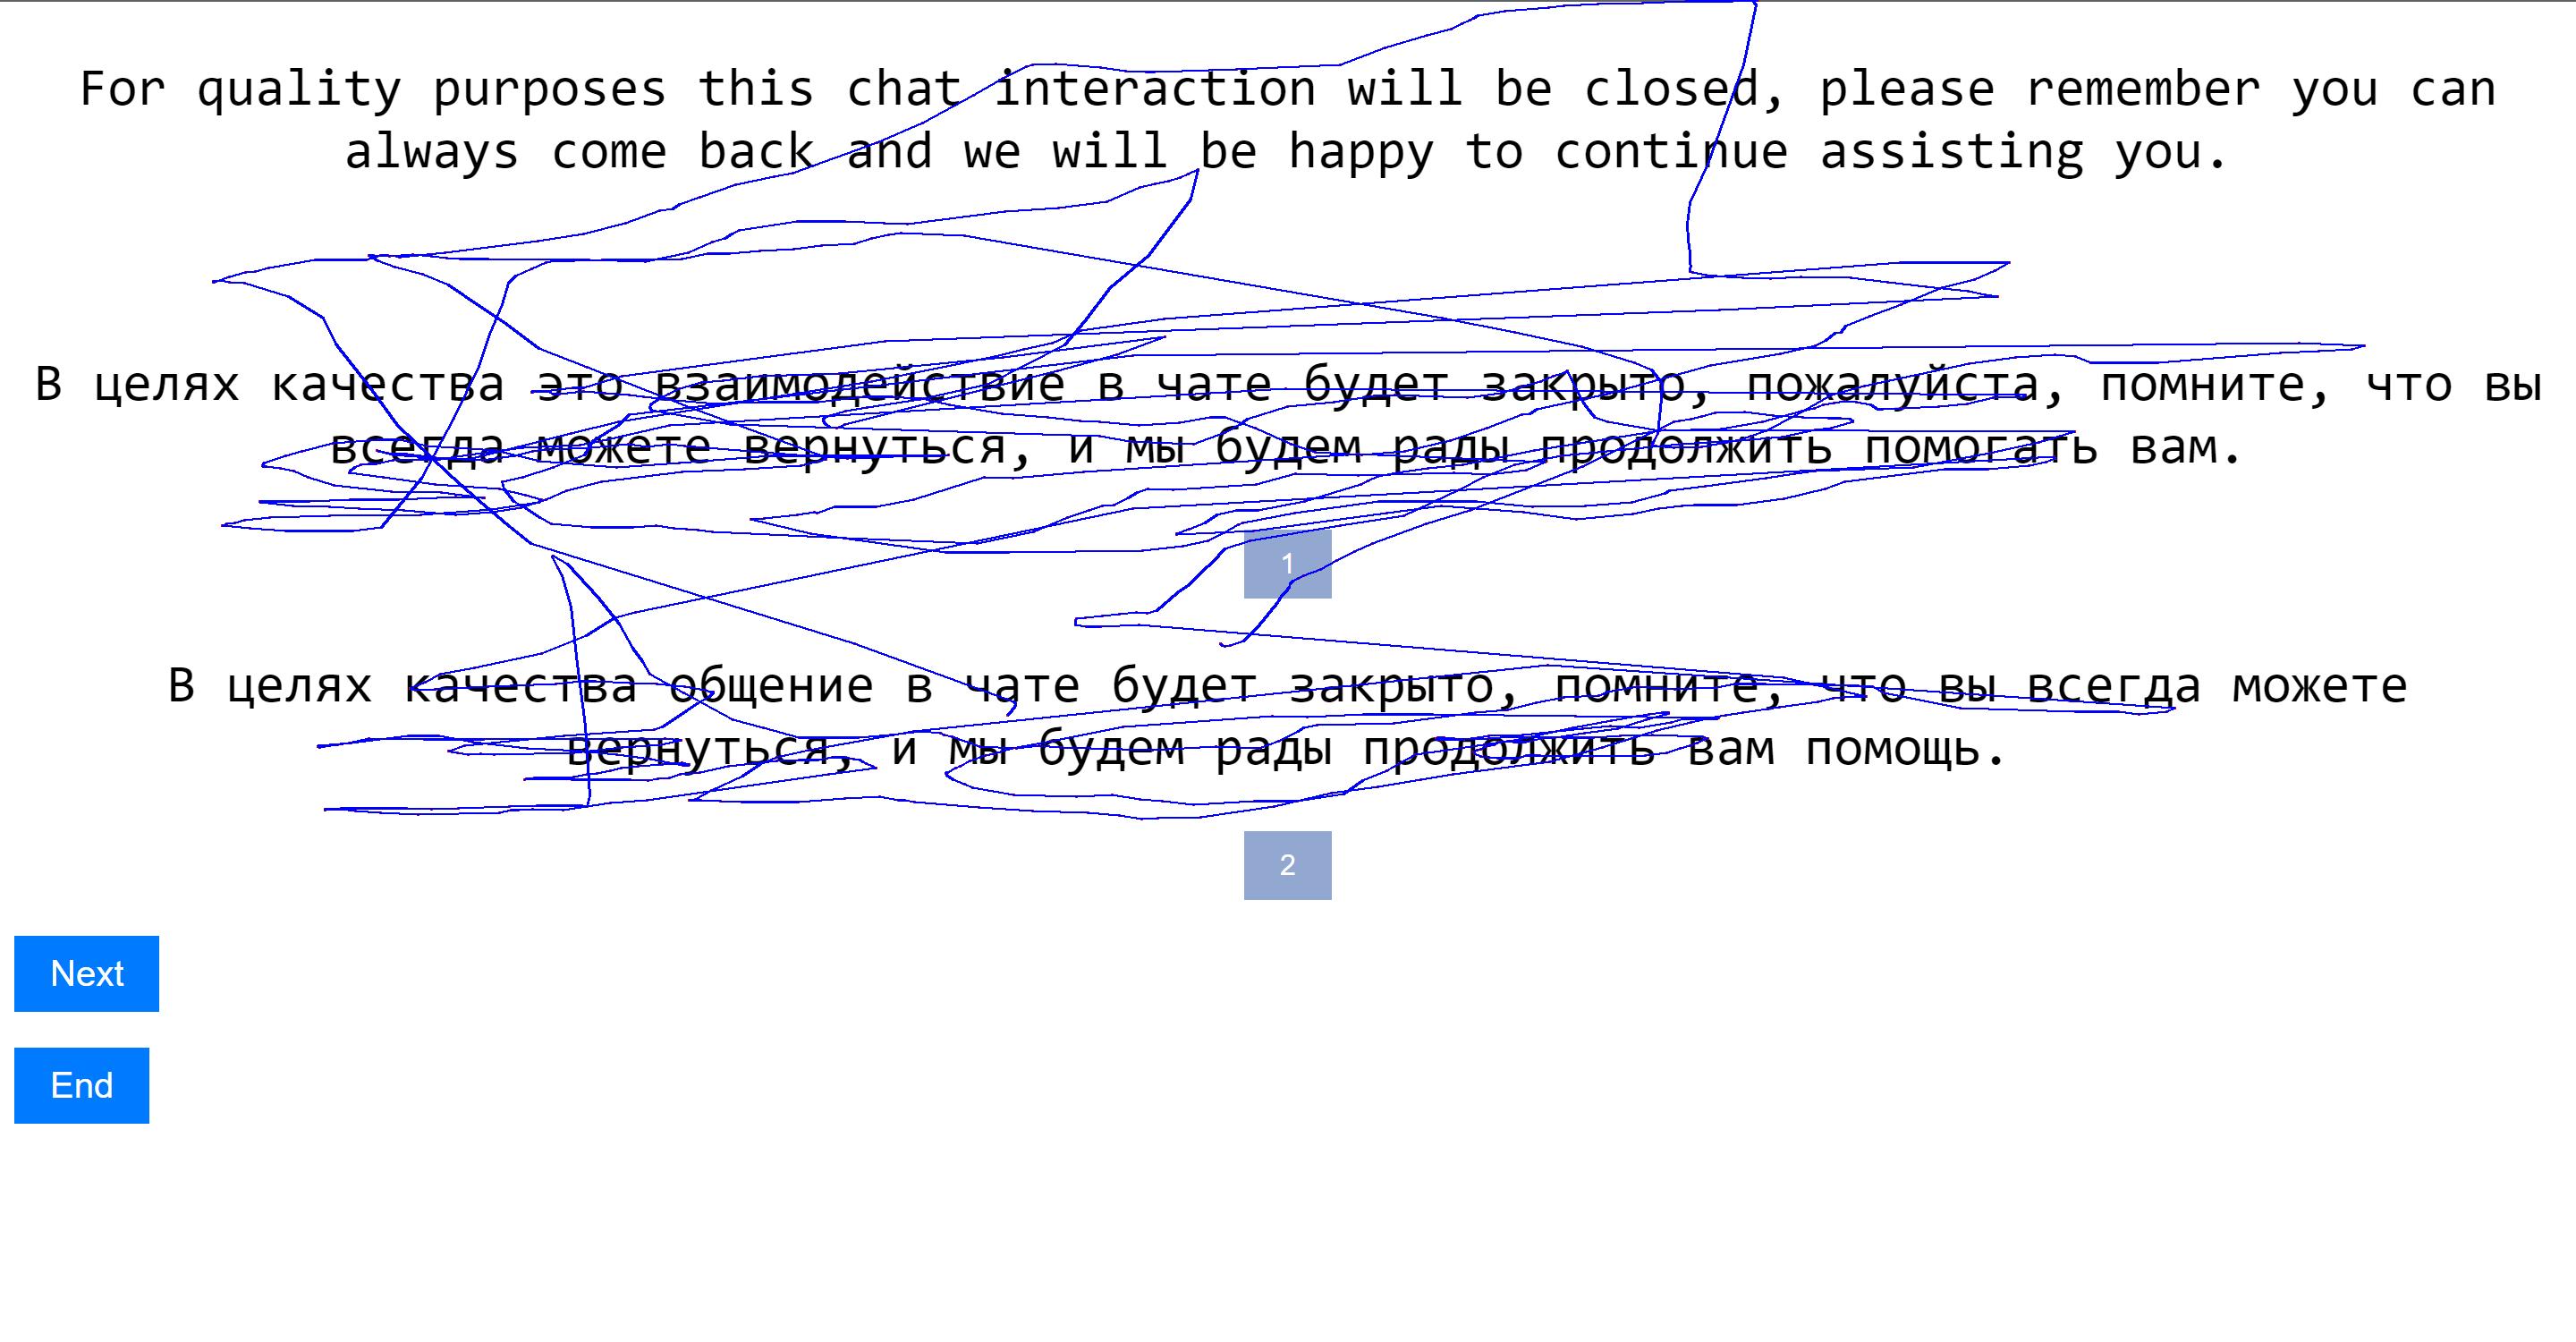 For quality purposes this chat interaction will be closed, please remember you can
always come back and we will be happy to continue assisting you.
В целях качества это взаимодействие в чате будет закрыто, пожалуйста, помните, что вы
всегда можете вернуться, и мы будем рады продолжить помогать вам.
1
В целях качества общение в чате будет закрыто, помните, что вы всегда можете
вернуться, и мы будем рады продолжить вам помощь.
2
Next
End